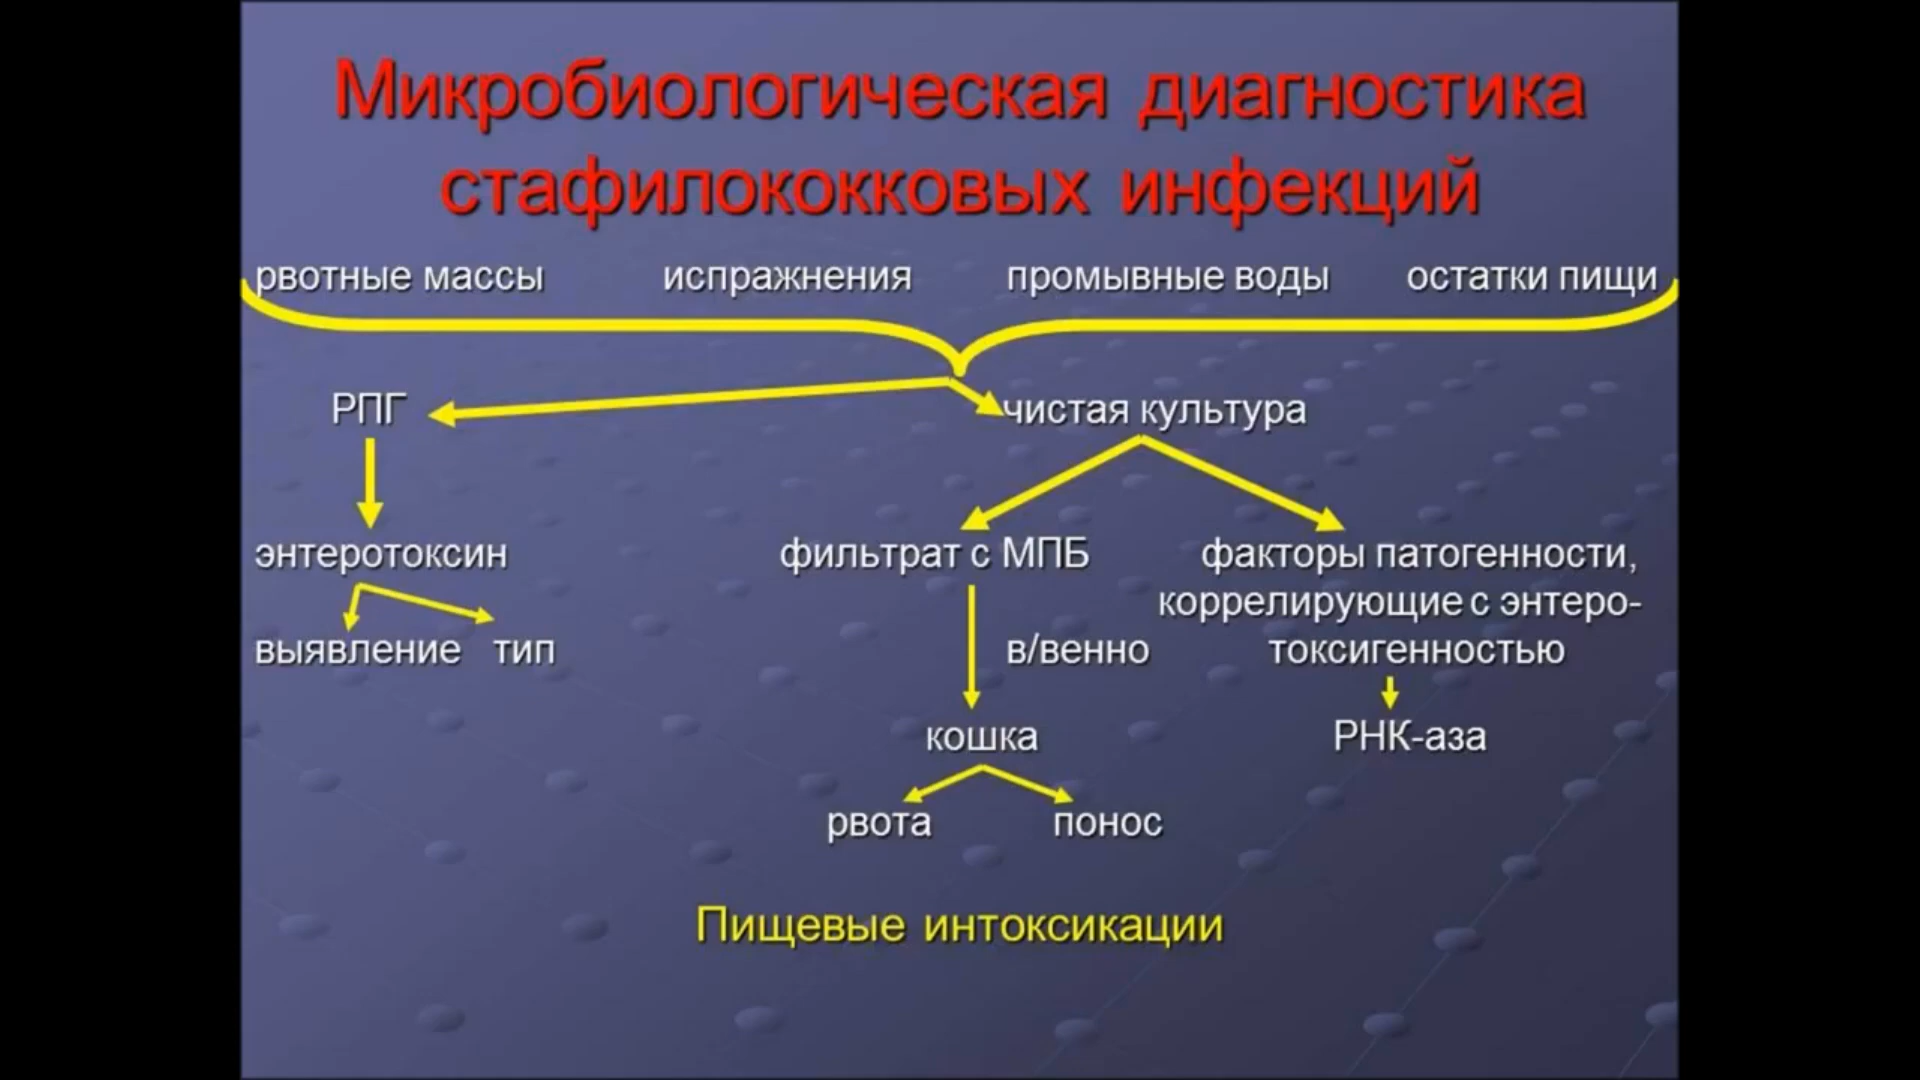 Микробиологическая диагностика
стафилококковых инфекций
рвотные массы испражнения промывные воды остатки пищи
РПГ чистая культура
энтеротоксин фильтрат с МПБ факторы патогенности,
коррелирующие с энтеро-
выявление тип в/венно токсигенностью
кошка РНК-аза
рвота понос
Пищевые интоксикации